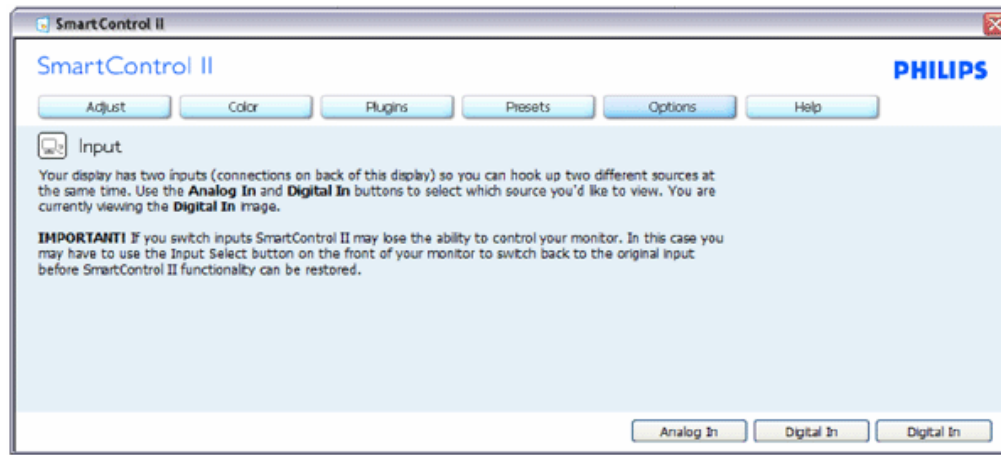 SmartControl II
SmartControl II
PHILIPS
Adjust Color Plugins Presets Options Help
Input
Your display has two inputs (connections on back of this display) so you can hook up two different sources at
the same time. Use the Analog In and Digital In buttons to select which source you'd like to view. You are
currently viewing the Digital In image.
IMPORTANT! If you switch inputs SmartControl II may lose the ability to control your monitor. In this case you
may have to use the Input Select button on the front of your monitor to switch back to the original input
before SmartControl II functionality can be restored.
Analog In Digital In Digital In